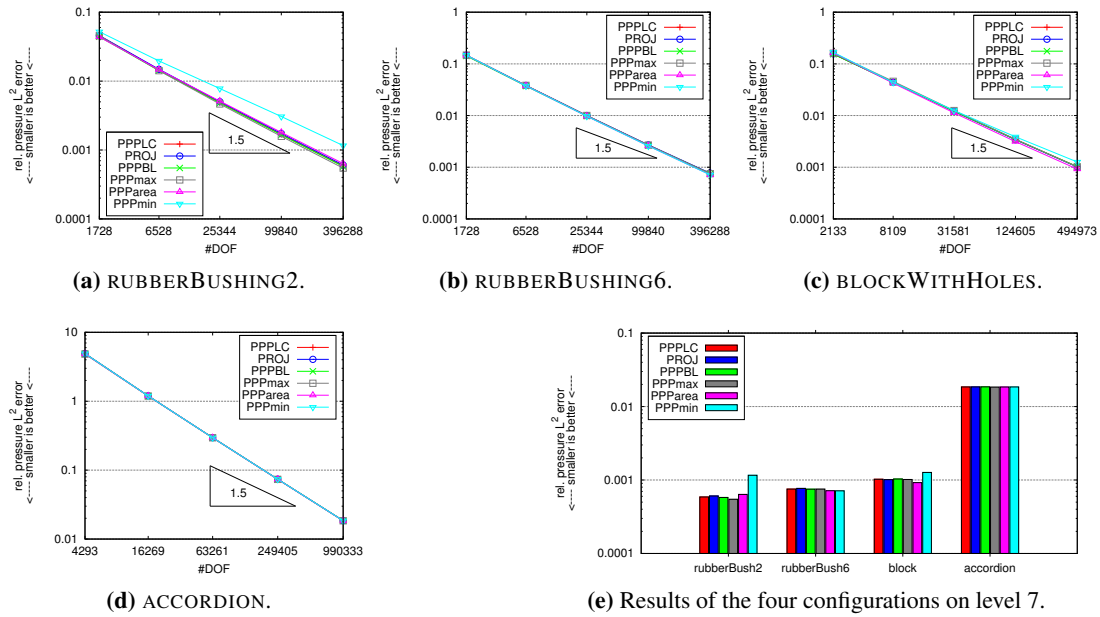 rel. pressure L² error
<---- smaller is better <----
0.1
0.01
0.001
0.0001
1728 6528 25344 99840 396288
#DOF
1.5
PPPLC
PROJ
PPPBL
PPPmax
PPParea
PPPmin
(a) RUBBERBUSHING2.
rel. pressure L² error
<---- smaller is better <----
1
0.1
0.01
0.001
0.0001
1728 6528 25344 99840 396288
#DOF
1.5
PPPLC
PROJ
PPPBL
PPPmax
PPParea
PPPmin
(b) RUBBERBUSHING6.
rel. pressure L² error
<---- smaller is better <----
1
0.1
0.01
0.001
0.0001
2133 8109 31581 124605 494973
#DOF
1.5
PPPLC
PROJ
PPPBL
PPPmax
PPParea
PPPmin
(c) BLOCKWITHHOLES.
rel. pressure L² error
<---- smaller is better <----
10
1
0.1
0.01
4293 16269 63261 249405 990333
#DOF
1.5
PPPLC
PROJ
PPPBL
PPPmax
PPParea
PPPmin
(d) ACCORDION.
rel. pressure L² error
<---- smaller is better <----
0.1
0.01
0.001
0.0001
PPPLC
PROJ
PPPBL
PPPmax
PPParea
PPPmin
rubberBush2 rubberBush6 block accordion
(e) Results of the four configurations on level 7.